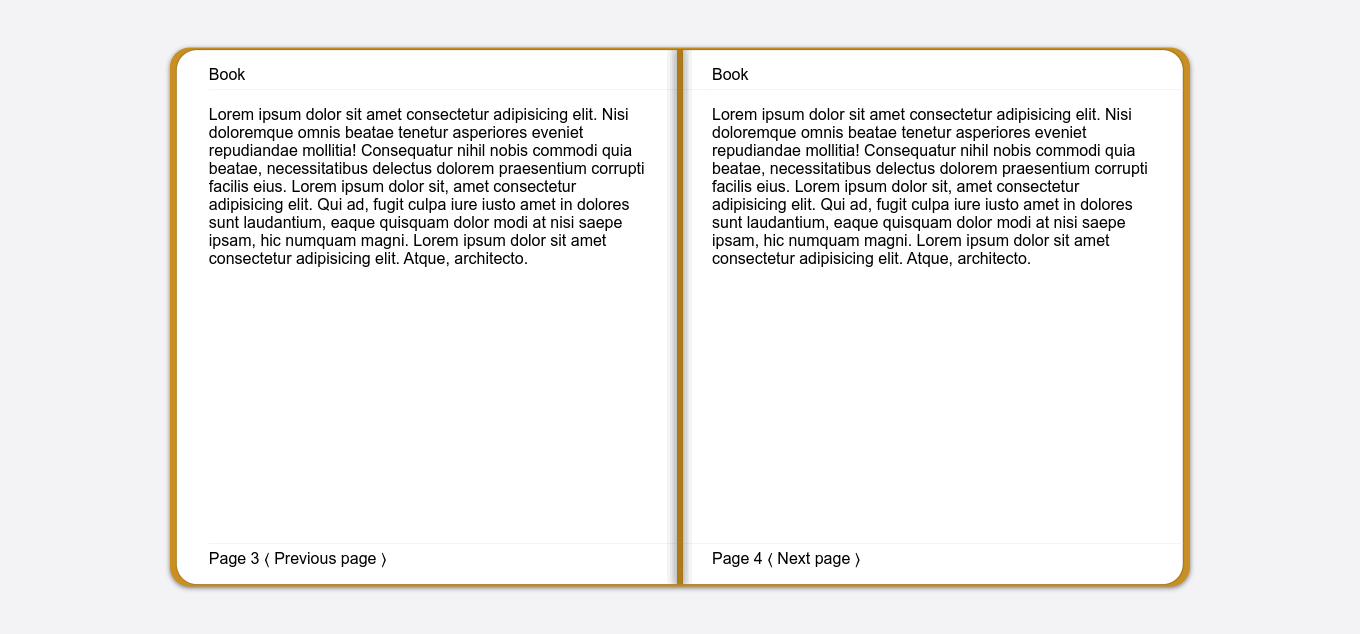 Book
Lorem ipsum dolor sit amet consectetur adipisicing elit. Nisi
doloremque omnis beatae tenetur asperiores eveniet
repudiandae mollitia! Consequatur nihil nobis commodi quia
beatae, necessitatibus delectus dolorem praesentium corrupti
facilis eius. Lorem ipsum dolor sit, amet consectetur
adipisicing elit. Qui ad, fugit culpa iure iusto amet in dolores
sunt laudantium, eaque quisquam dolor modi at nisi saepe
ipsam, hic numquam magni. Lorem ipsum dolor sit amet
consectetur adipisicing elit. Atque, architecto.
Page 3 ⟨ Previous page ⟩
Book
Lorem ipsum dolor sit amet consectetur adipisicing elit. Nisi
doloremque omnis beatae tenetur asperiores eveniet
repudiandae mollitia! Consequatur nihil nobis commodi quia
beatae, necessitatibus delectus dolorem praesentium corrupti
facilis eius. Lorem ipsum dolor sit, amet consectetur
adipisicing elit. Qui ad, fugit culpa iure iusto amet in dolores
sunt laudantium, eaque quisquam dolor modi at nisi saepe
ipsam, hic numquam magni. Lorem ipsum dolor sit amet
consectetur adipisicing elit. Atque, architecto.
Page 4 ⟨ Next page ⟩